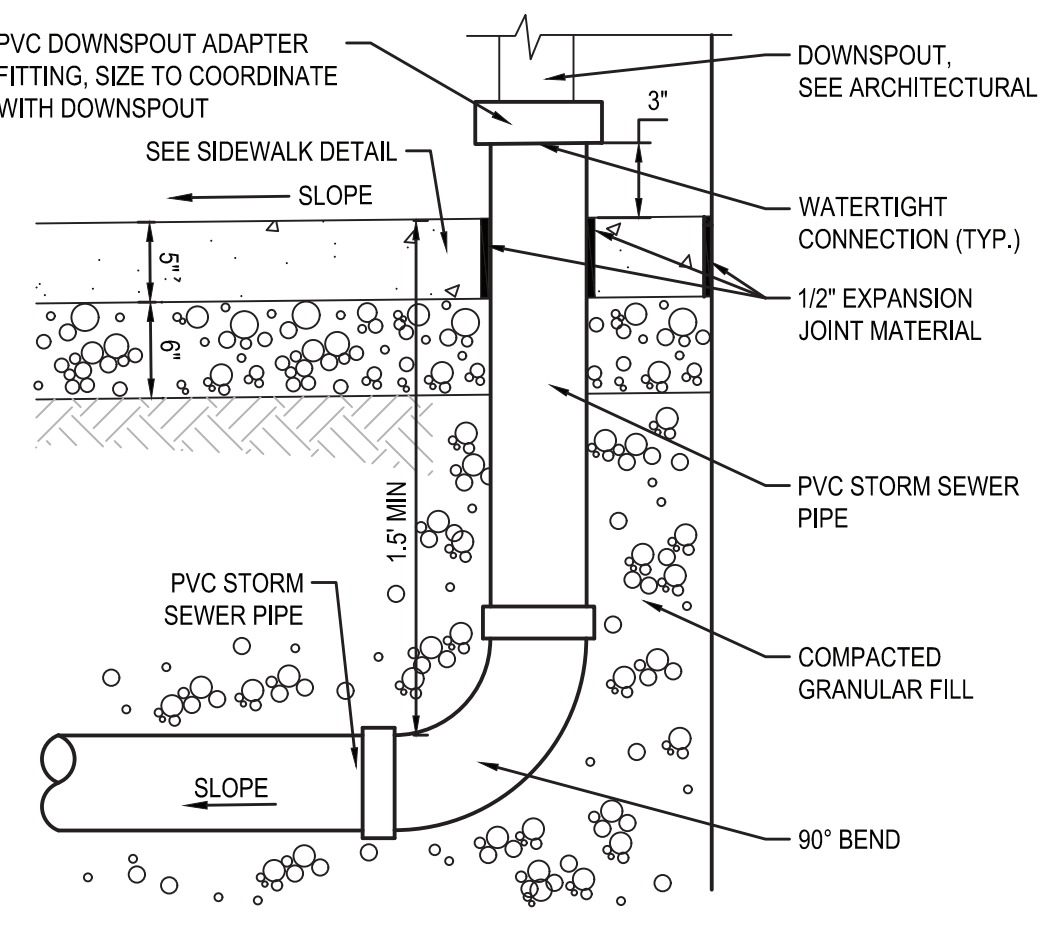 PVC DOWNSPOUT ADAPTER
FITTING, SIZE TO COORDINATE
WITH DOWNSPOUT
DOWNSPOUT,
SEE ARCHITECTURAL
3"
SEE SIDEWALK DETAIL
SLOPE
WATERTIGHT
CONNECTION (TYP.)
5"
1/2" EXPANSION
JOINT MATERIAL
6"
PVC STORM SEWER
PIPE
1.5' MIN
PVC STORM
SEWER PIPE
COMPACTED
GRANULAR FILL
SLOPE
90° BEND